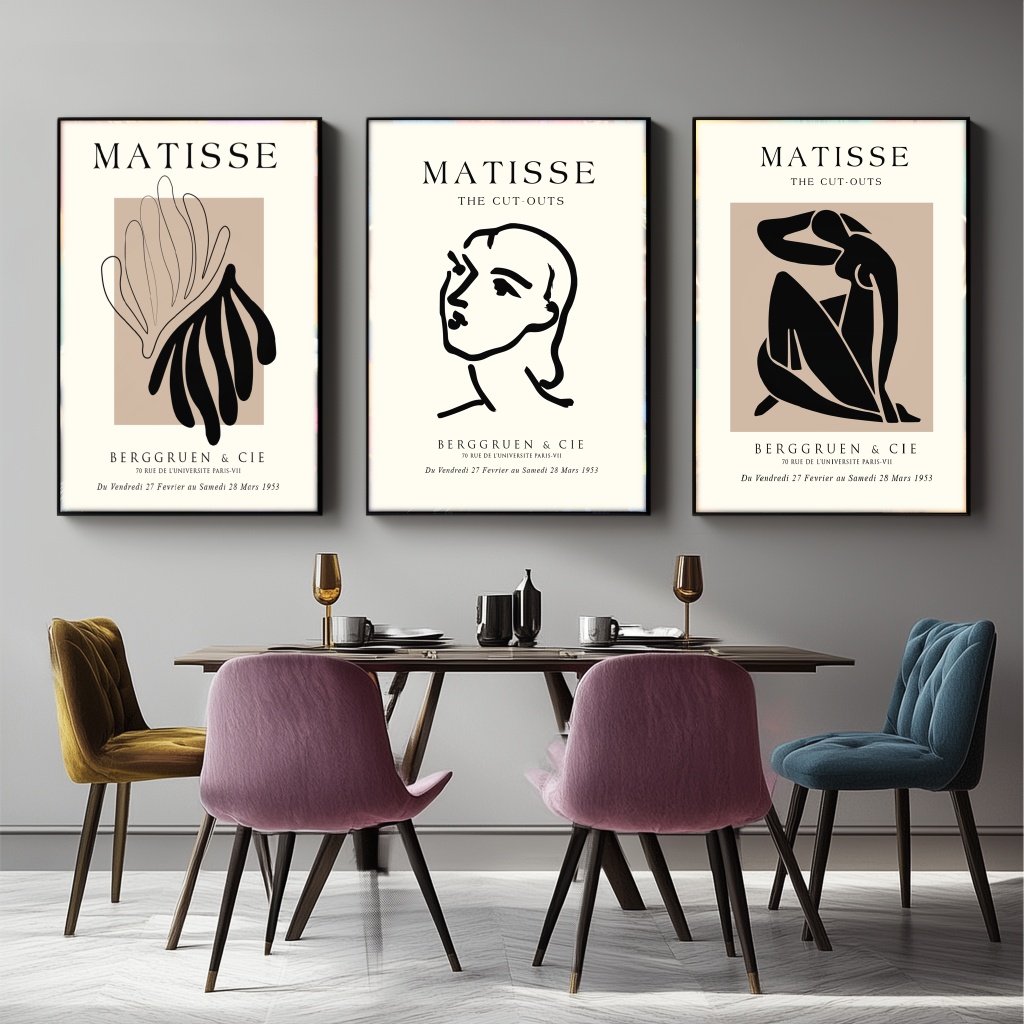 MATISSE
BERGGRUEN & CIE
70 RUE DE L'UNIVERSITE PARIS-VII
Du Vendredi 27 Fevrier au Samedi 28 Mars 1953
MATISSE
THE CUT-OUTS
BERGGRUEN & CIE
70 RUE DE L'UNIVERSITE PARIS-VII
Du Vendredi 27 Fevrier au Samedi 28 Mars 1953
MATISSE
THE CUT-OUTS
BERGGRUEN & CIE
70 RUE DE L'UNIVERSITE PARIS-VII
Du Vendredi 27 Fevrier au Samedi 28 Mars 1953